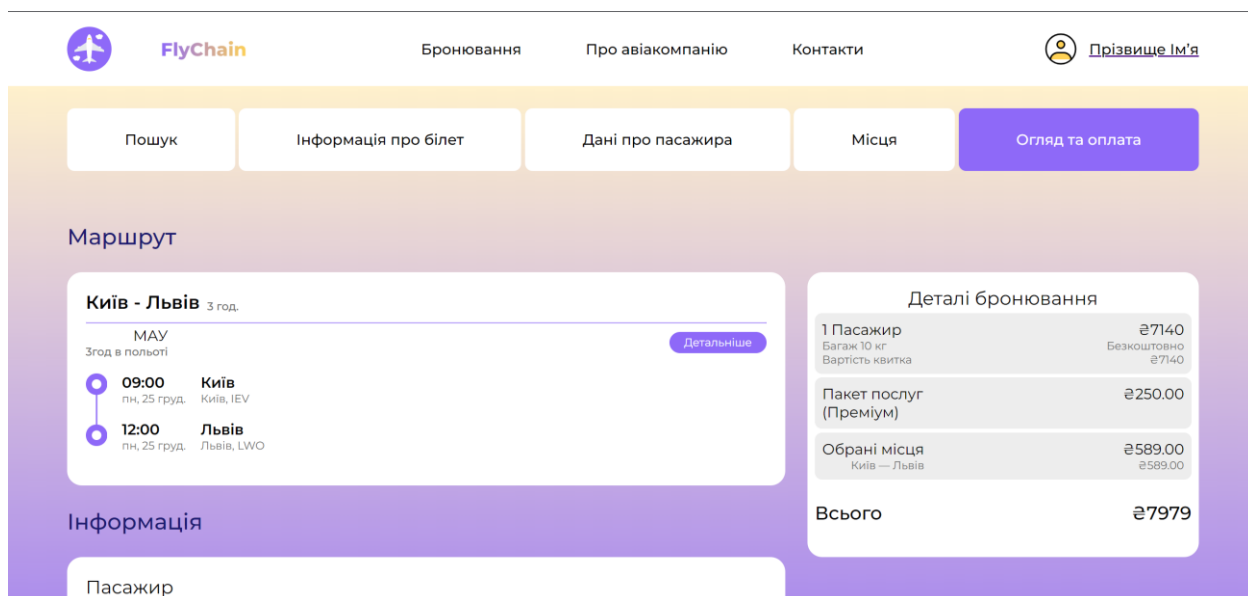 FlyChain
Бронювання
Про авіакомпанію
Контакти
Прізвище Ім’я
Пошук
Інформація про білет
Дані про пасажира
Місця
Огляд та оплата
Маршрут
Київ - Львів 3 год.
МАУ
3год в польоті
Детальніше
09:00 Київ
пн, 25 груд. Київ, IEV
12:00 Львів
пн, 25 груд. Львів, LWO
Деталі бронювання
1 Пасажир ₴7140
Багаж 10 кг Безкоштовно
Вартість квитка ₴7140
Пакет послуг ₴250.00
(Преміум)
Обрані місця ₴589.00
Київ — Львів ₴589.00
Всього ₴7979
Інформація
Пасажир